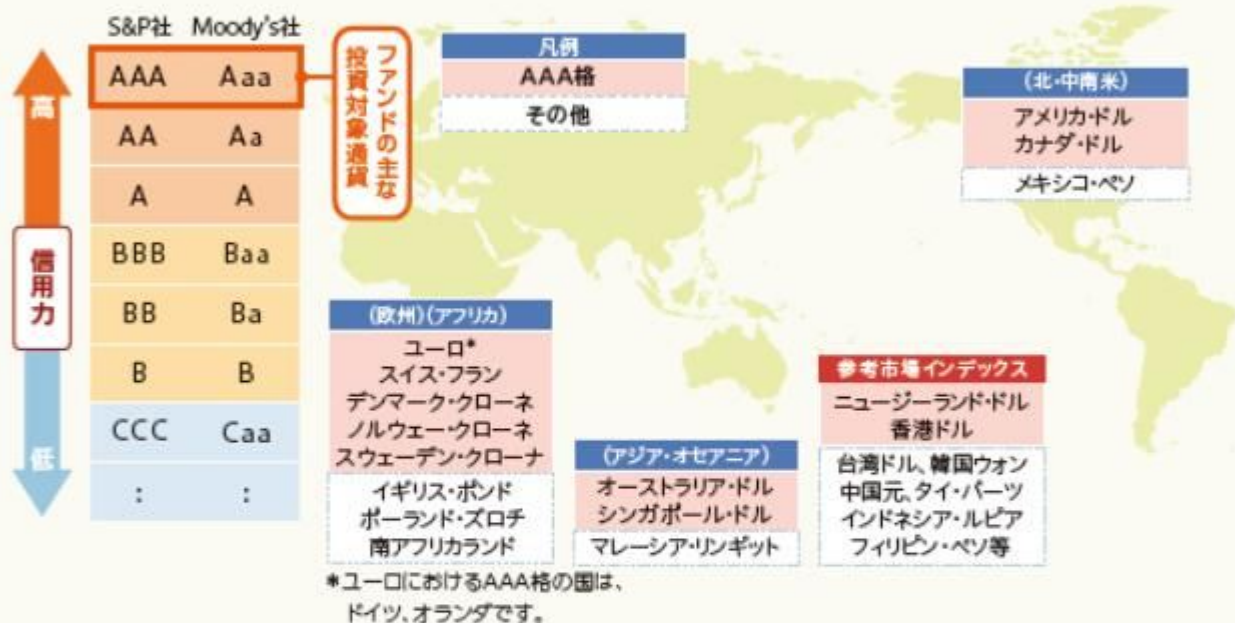 S&P社 Moody's社
高
信用力
低
AAA Aaa
AA Aa
A A
BBB Baa
BB Ba
B B
CCC Caa
: :
ファンドの主な
投資対象通貨
凡例
AAA格
その他
(北・中南米)
アメリカ・ドル
カナダ・ドル
メキシコ・ペソ
(欧州)(アフリカ)
ユーロ*
スイス・フラン
デンマーク・クローネ
ノルウェー・クローネ
スウェーデン・クローナ
イギリス・ポンド
ポーランド・ズロチ
南アフリカランド
(アジア・オセアニア)
オーストラリア・ドル
シンガポール・ドル
マレーシア・リンギット
参考市場インデックス
ニュージーランド・ドル
香港ドル
台湾ドル、韓国ウォン
中国元、タイ・バーツ
インドネシア・ルピア
フィリピン・ペソ等
*ユーロにおけるAAA格の国は、
ドイツ、オランダです。